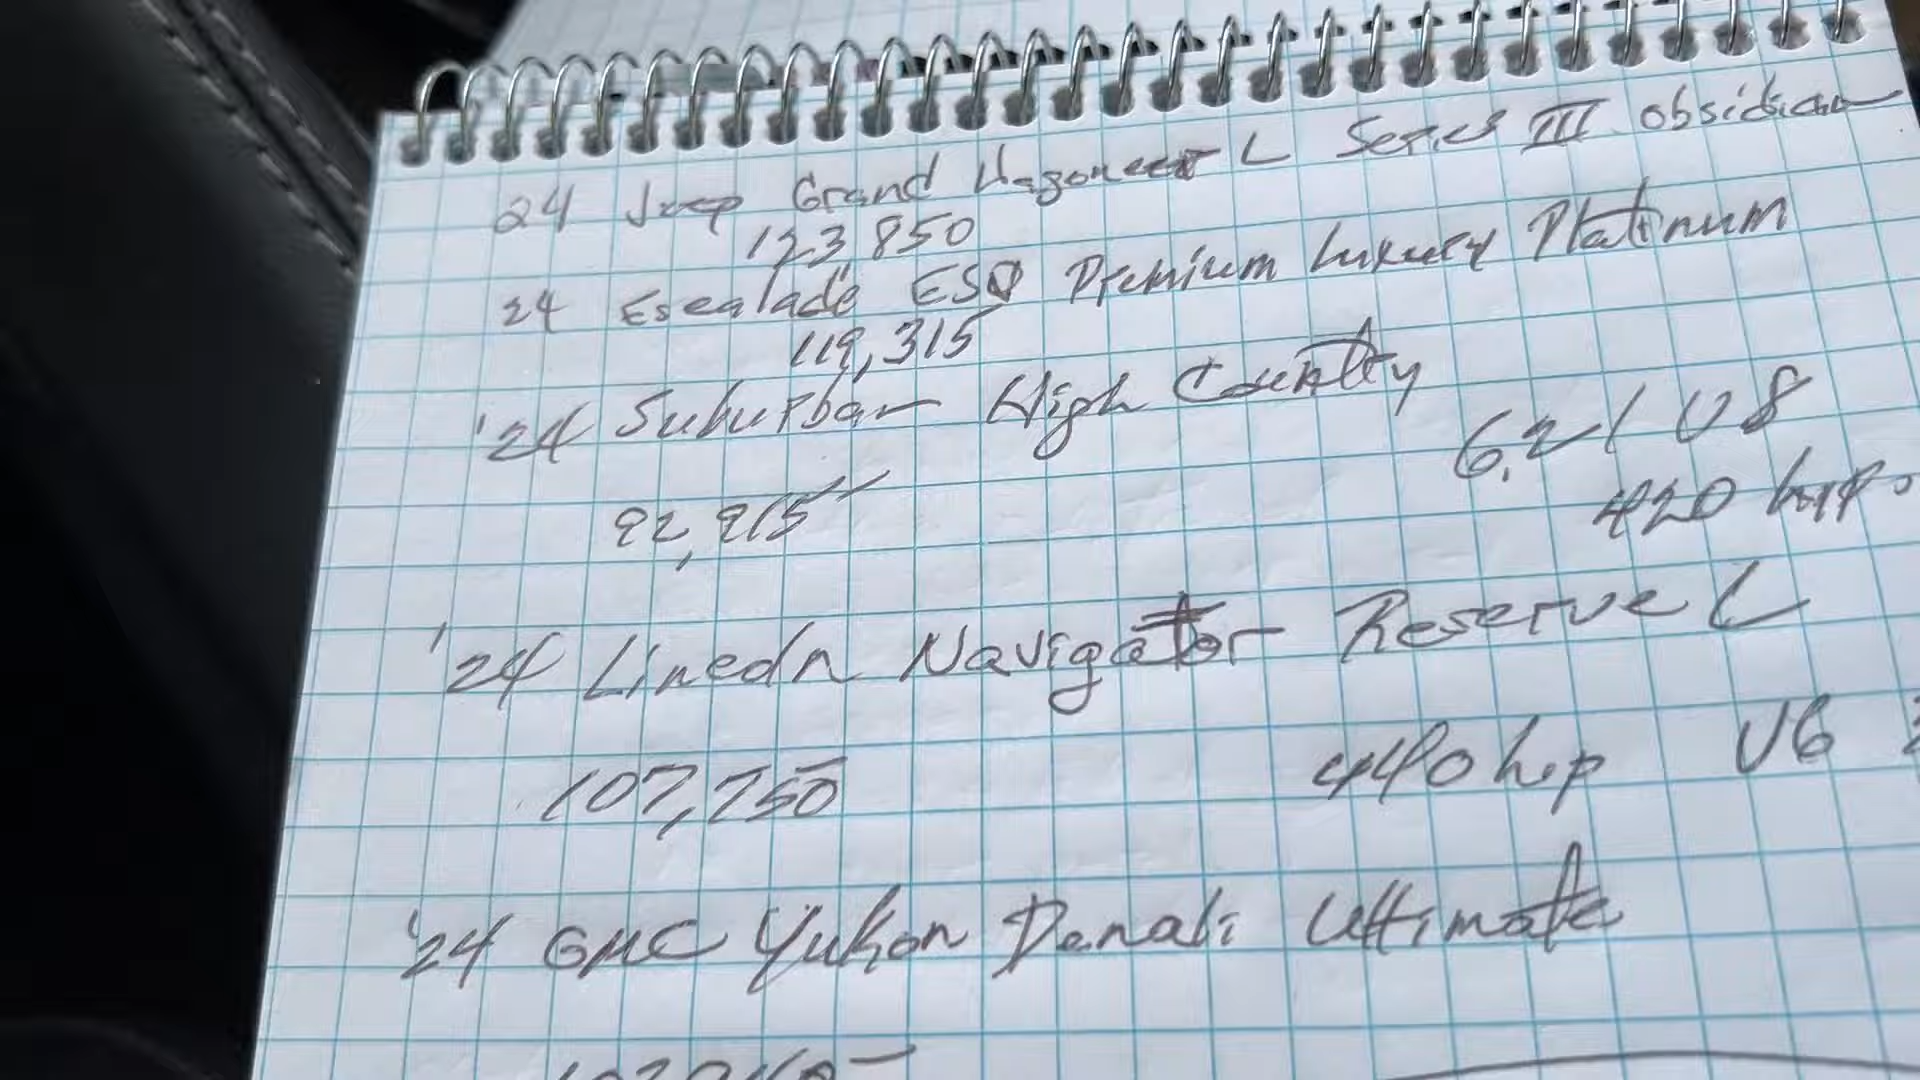 24 Jeep Grand Wagoneer L Series III obsidian
123,850
24 Escalade ESV Premium Luxury Platinum
119,315
'24 Suburban High Country
6.2 l V8
92,915
420 hp
'24 Lincoln Navigator Reserve L
107,750
440 hp V6
'24 GMC Yukon Denali Ultimate